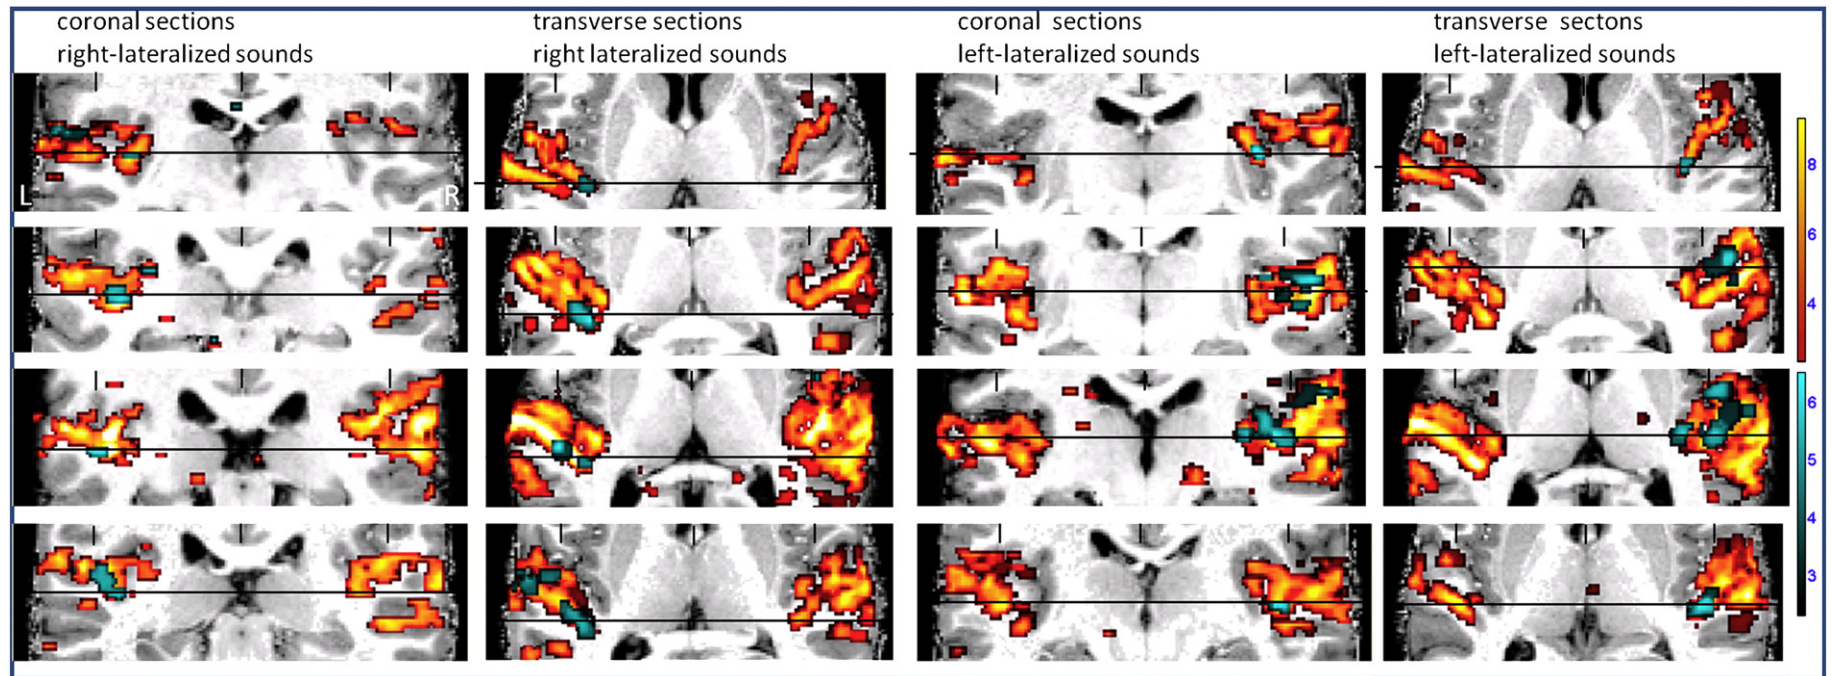 coronal sections
right-lateralized sounds
transverse sections
right lateralized sounds
coronal sections
left-lateralized sounds
transverse sectons
left-lateralized sounds
L
R
8
6
4
6
5
4
3